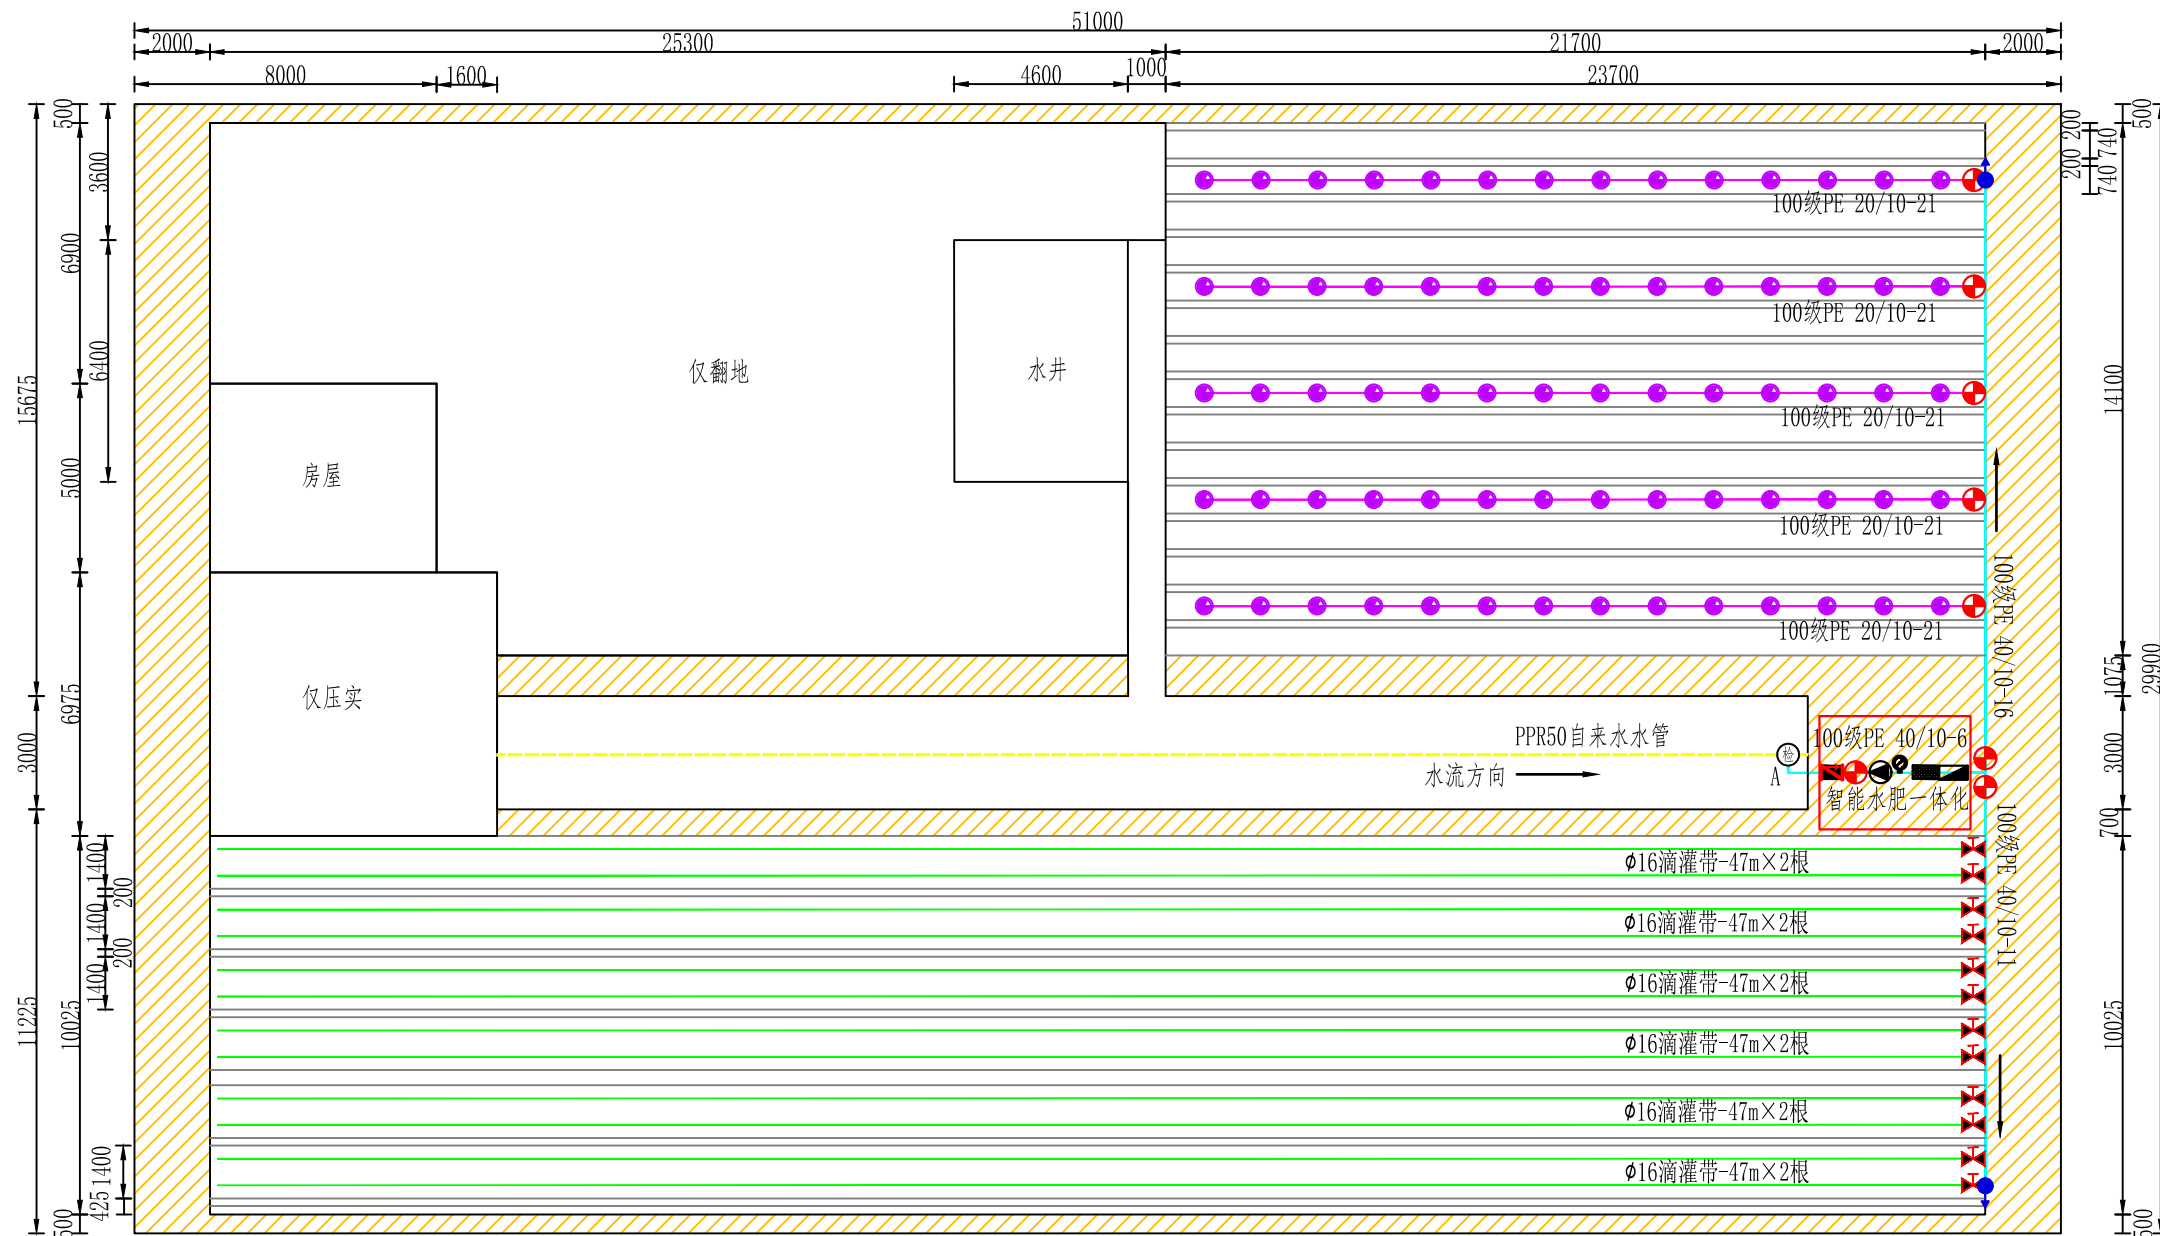 51000
2000
25300
21700
2000
8000
1600
4600
1000
23700
500
3600
6900
6400
15675
5000
6975
3000
1400
200
1400
200
1400
11225
10025
1400
425
500
仅翻地
水井
房屋
仅压实
100级PE 20/10-21
100级PE 20/10-21
100级PE 20/10-21
100级PE 20/10-21
100级PE 20/10-21
100级PE 40/10-16
PPR50自来水水管
水流方向
检
A
100级PE 40/10-6
智能水肥一体化
100级PE 40/10-11
ϕ16滴灌带-47m×2根
ϕ16滴灌带-47m×2根
ϕ16滴灌带-47m×2根
ϕ16滴灌带-47m×2根
ϕ16滴灌带-47m×2根
ϕ16滴灌带-47m×2根
500
200
740
200
740
14100
1075
29900
3000
700
10025
500